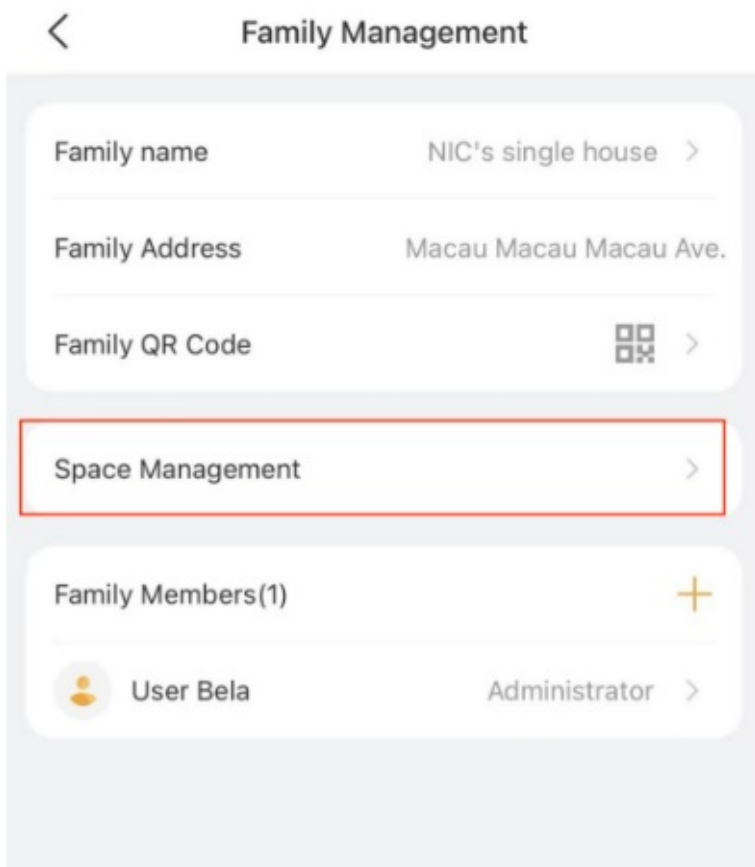 Family Management
Family name NIC's single house
Family Address Macau Macau Macau Ave.
Family QR Code
Space Management
Family Members(1)
User Bela Administrator